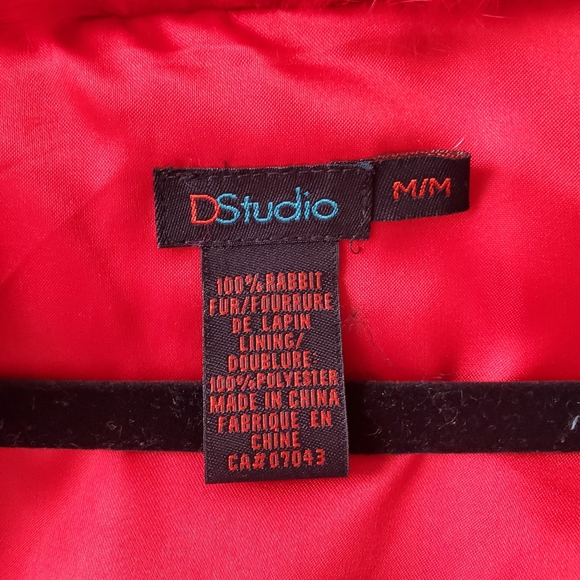 DStudio
M/M
100%RABBIT
FUR/FOURRURE
DE LAPIN
LINING/
DOUBLURE
100%POLYESTER
MADE IN CHINA
FABRIQUE EN
CHINE
CA#07043